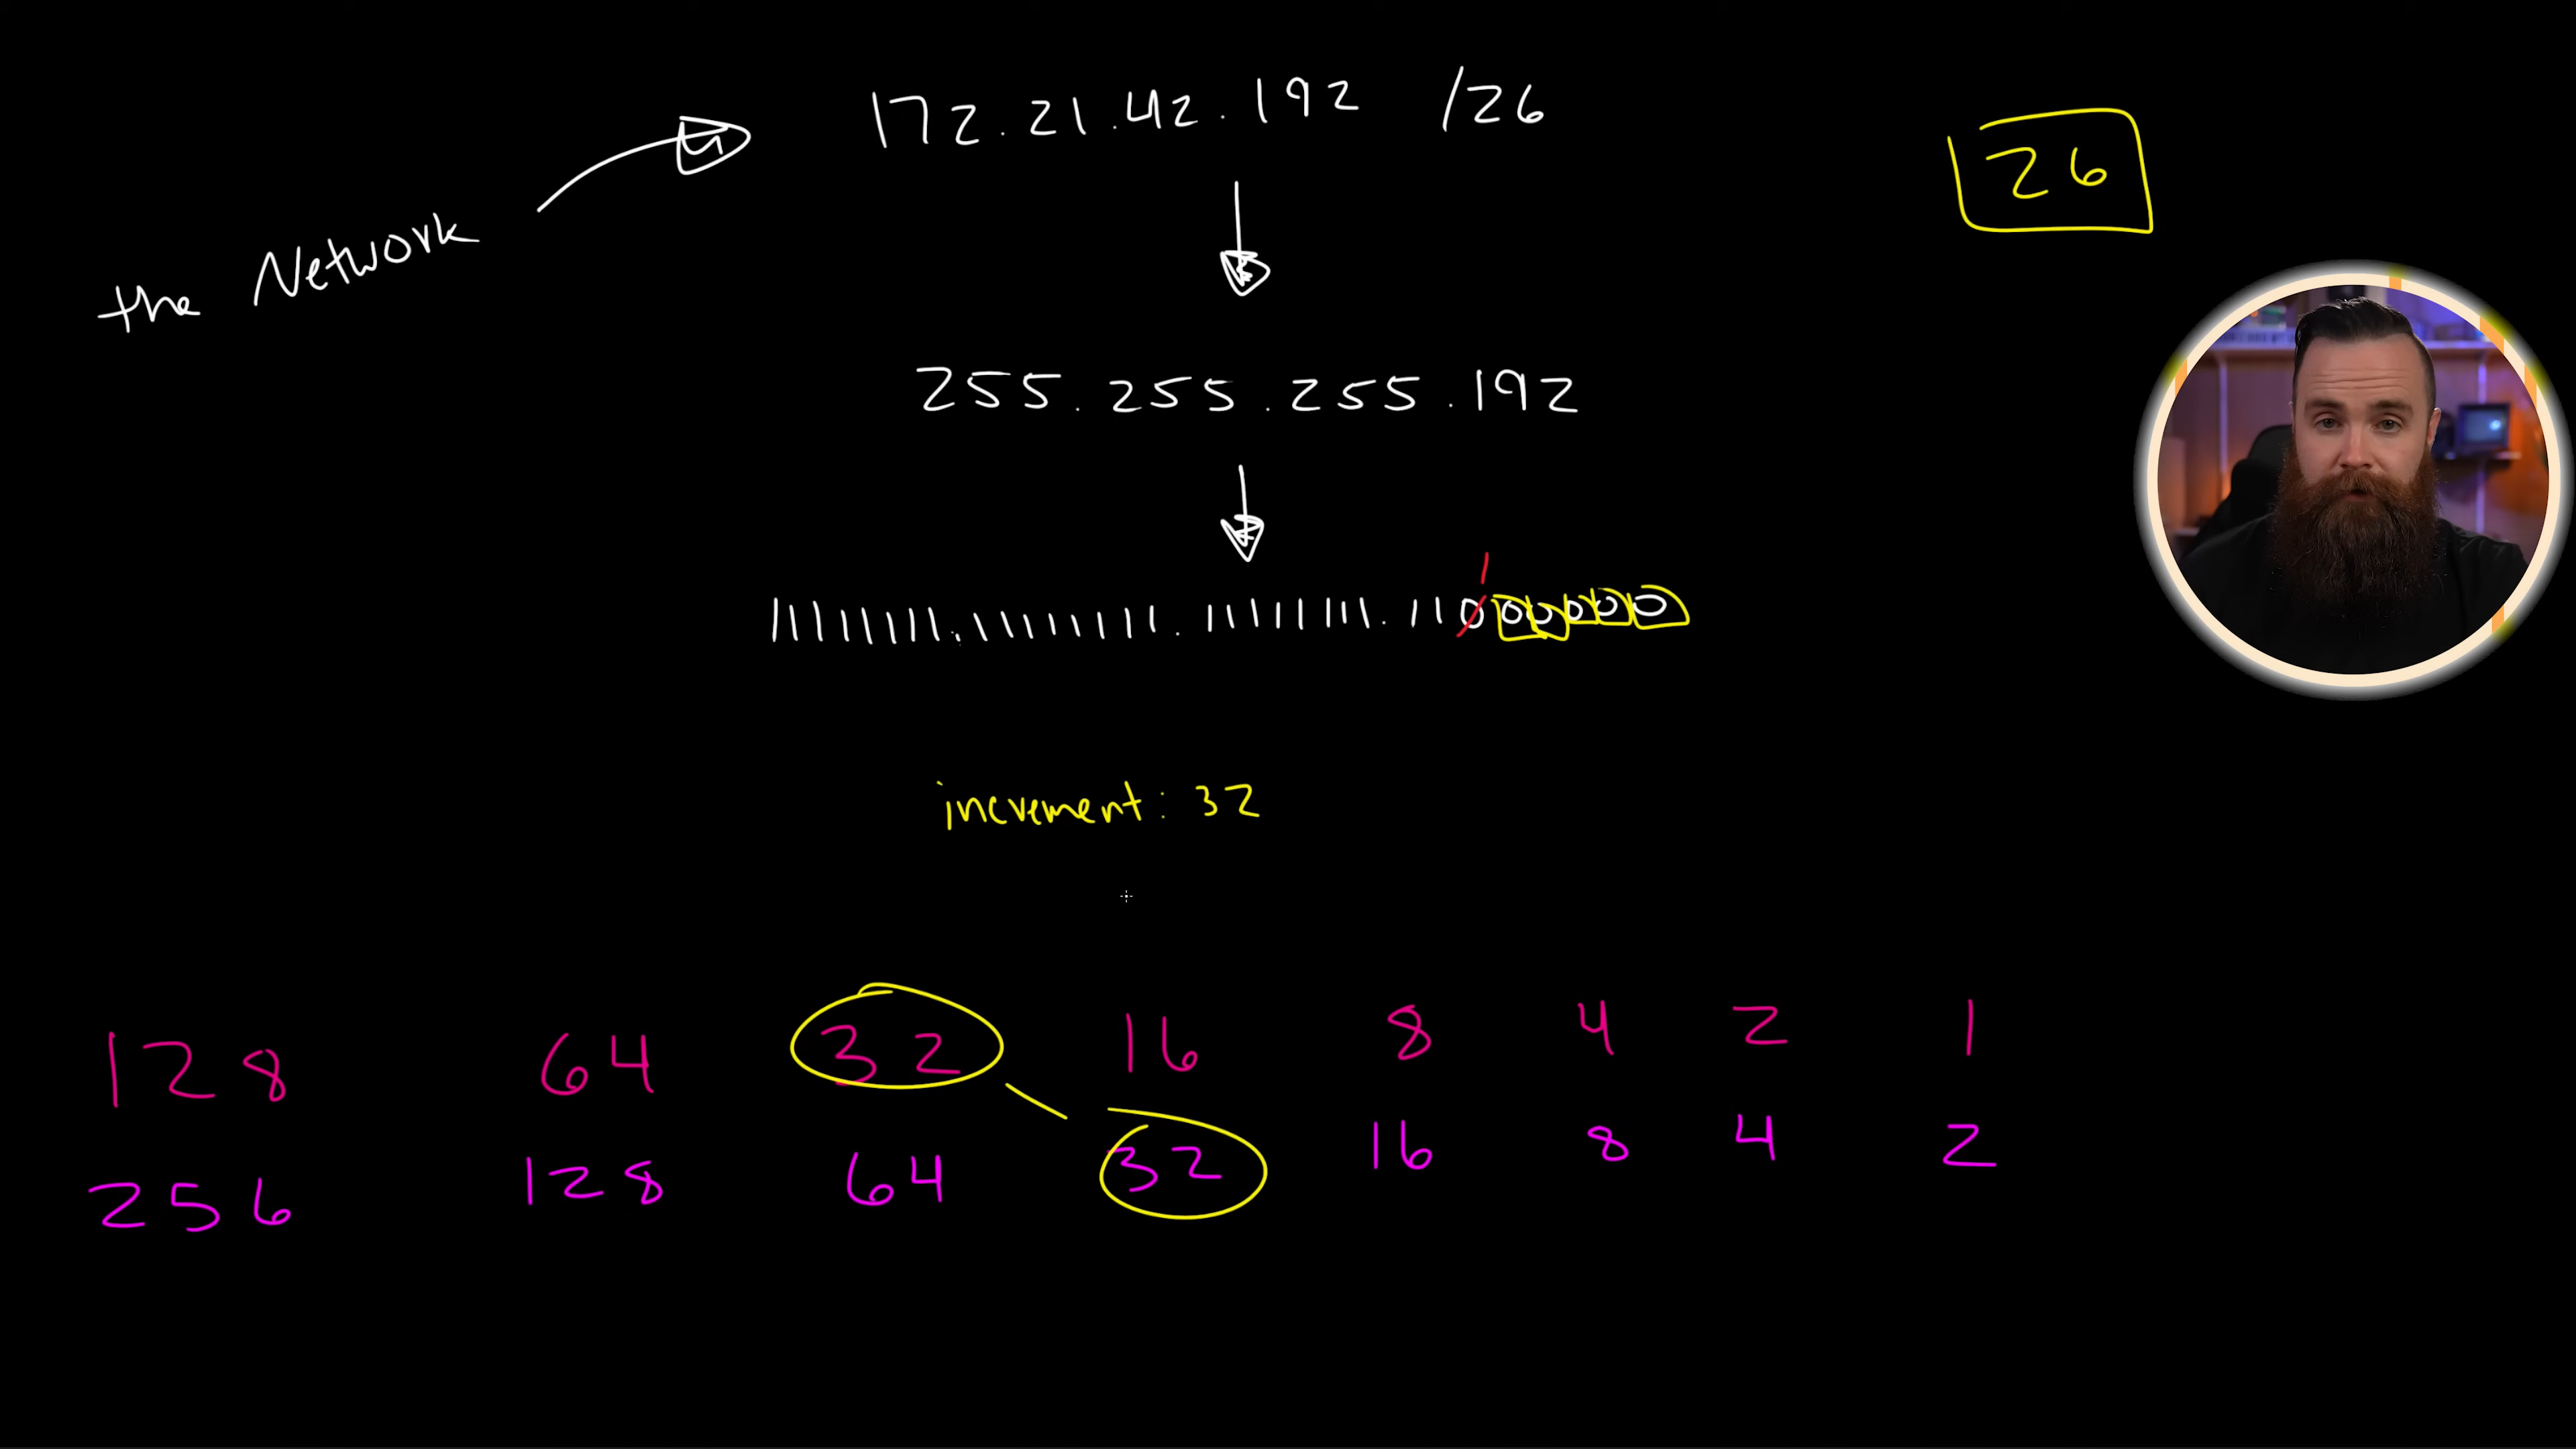 172.21.42.192 /26
26
the Network
255.255.255.192
1
11111111.11111111.11111111.11000000
increment: 32
128 64 32 16 8 4 2 1
256 128 64 32 16 8 4 2